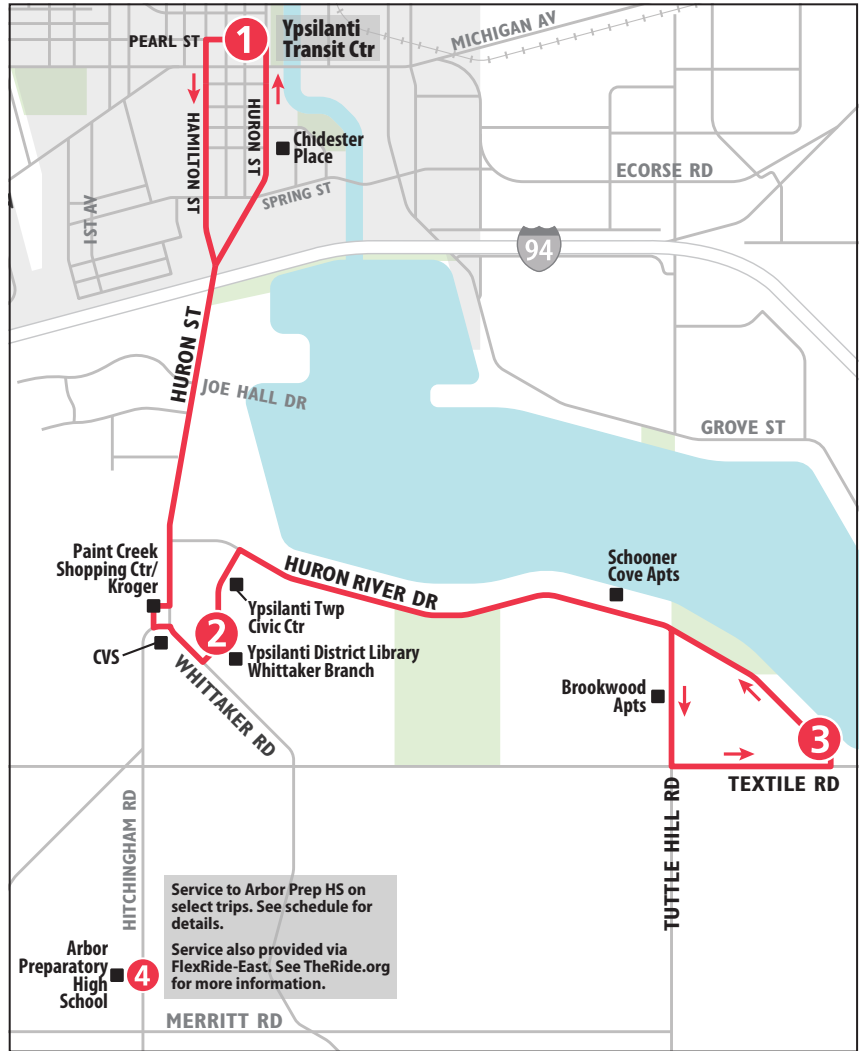 PEARL ST
1
Ypsilanti
Transit Ctr
MICHIGAN AV
HAMILTON ST
HURON ST
Chidester
Place
1ST AV
SPRING ST
ECORSE RD
94
HURON ST
JOE HALL DR
GROVE ST
Paint Creek
Shopping Ctr/
Kroger
HURON RIVER DR
Schooner
Cove Apts
Ypsilanti Twp
Civic Ctr
2
CVS
Ypsilanti District Library
Whittaker Branch
WHITTAKER RD
Brookwood
Apts
3
TEXTILE RD
TUTTLE HILL RD
HITCHINGHAM RD
Service to Arbor Prep HS on
select trips. See schedule for
details.
Service also provided via
FlexRide-East. See TheRide.org
for more information.
Arbor
Preparatory
High
School
4
MERRITT RD